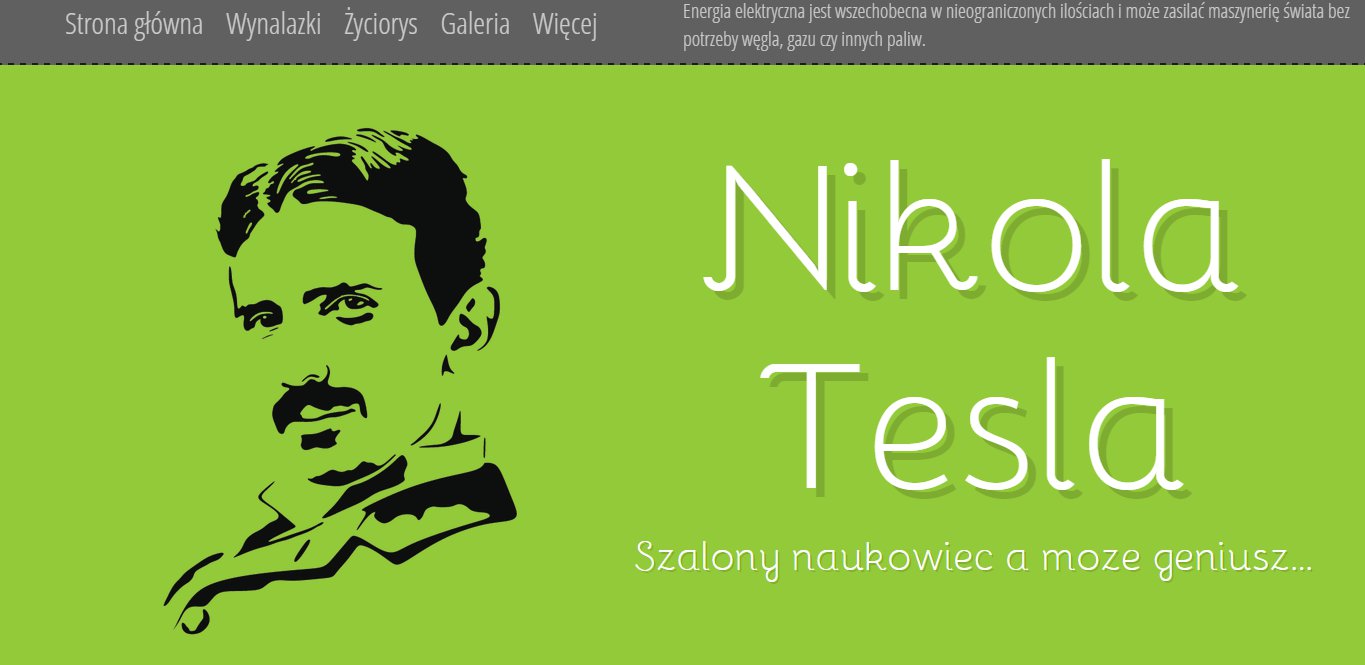 Strona główna Wynalazki Życiorys Galeria Więcej
Energia elektryczna jest wszechobecna w nieograniczonych ilościach i może zasilać maszynerię świata bez
potrzeby węgla, gazu czy innych paliw.
Nikola
Tesla
Szalony naukowiec a moze geniusz...